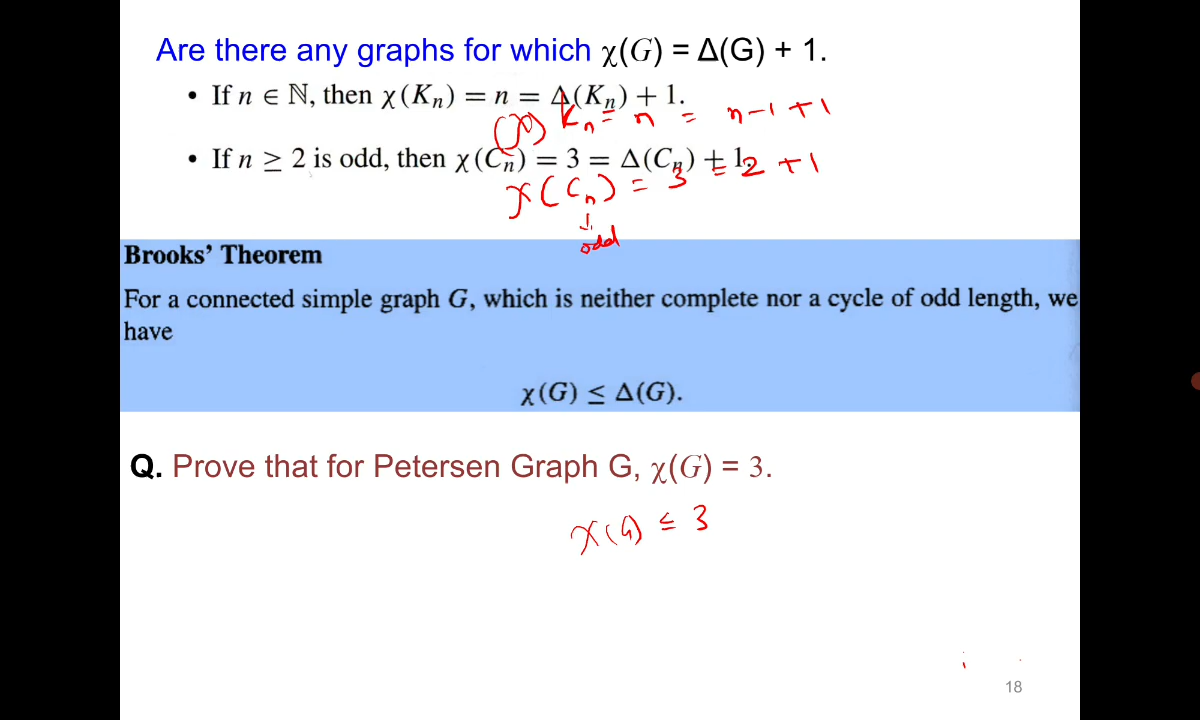 Are there any graphs for which χ(G) = Δ(G) + 1.
• If n ∈ ℕ, then χ(Kₙ) = n = Δ(Kₙ) + 1.
(χ) Kₙ = n = n-1 +1
• If n ≥ 2 is odd, then χ(Cₙ) = 3 = Δ(Cₙ) + 1.
χ(Cₙ) = 3 = 2 +1
↓
odd
Brooks' Theorem
For a connected simple graph G, which is neither complete nor a cycle of odd length, we
have
χ(G) ≤ Δ(G).
Q. Prove that for Petersen Graph G, χ(G) = 3.
χ(G) ≤ 3
18